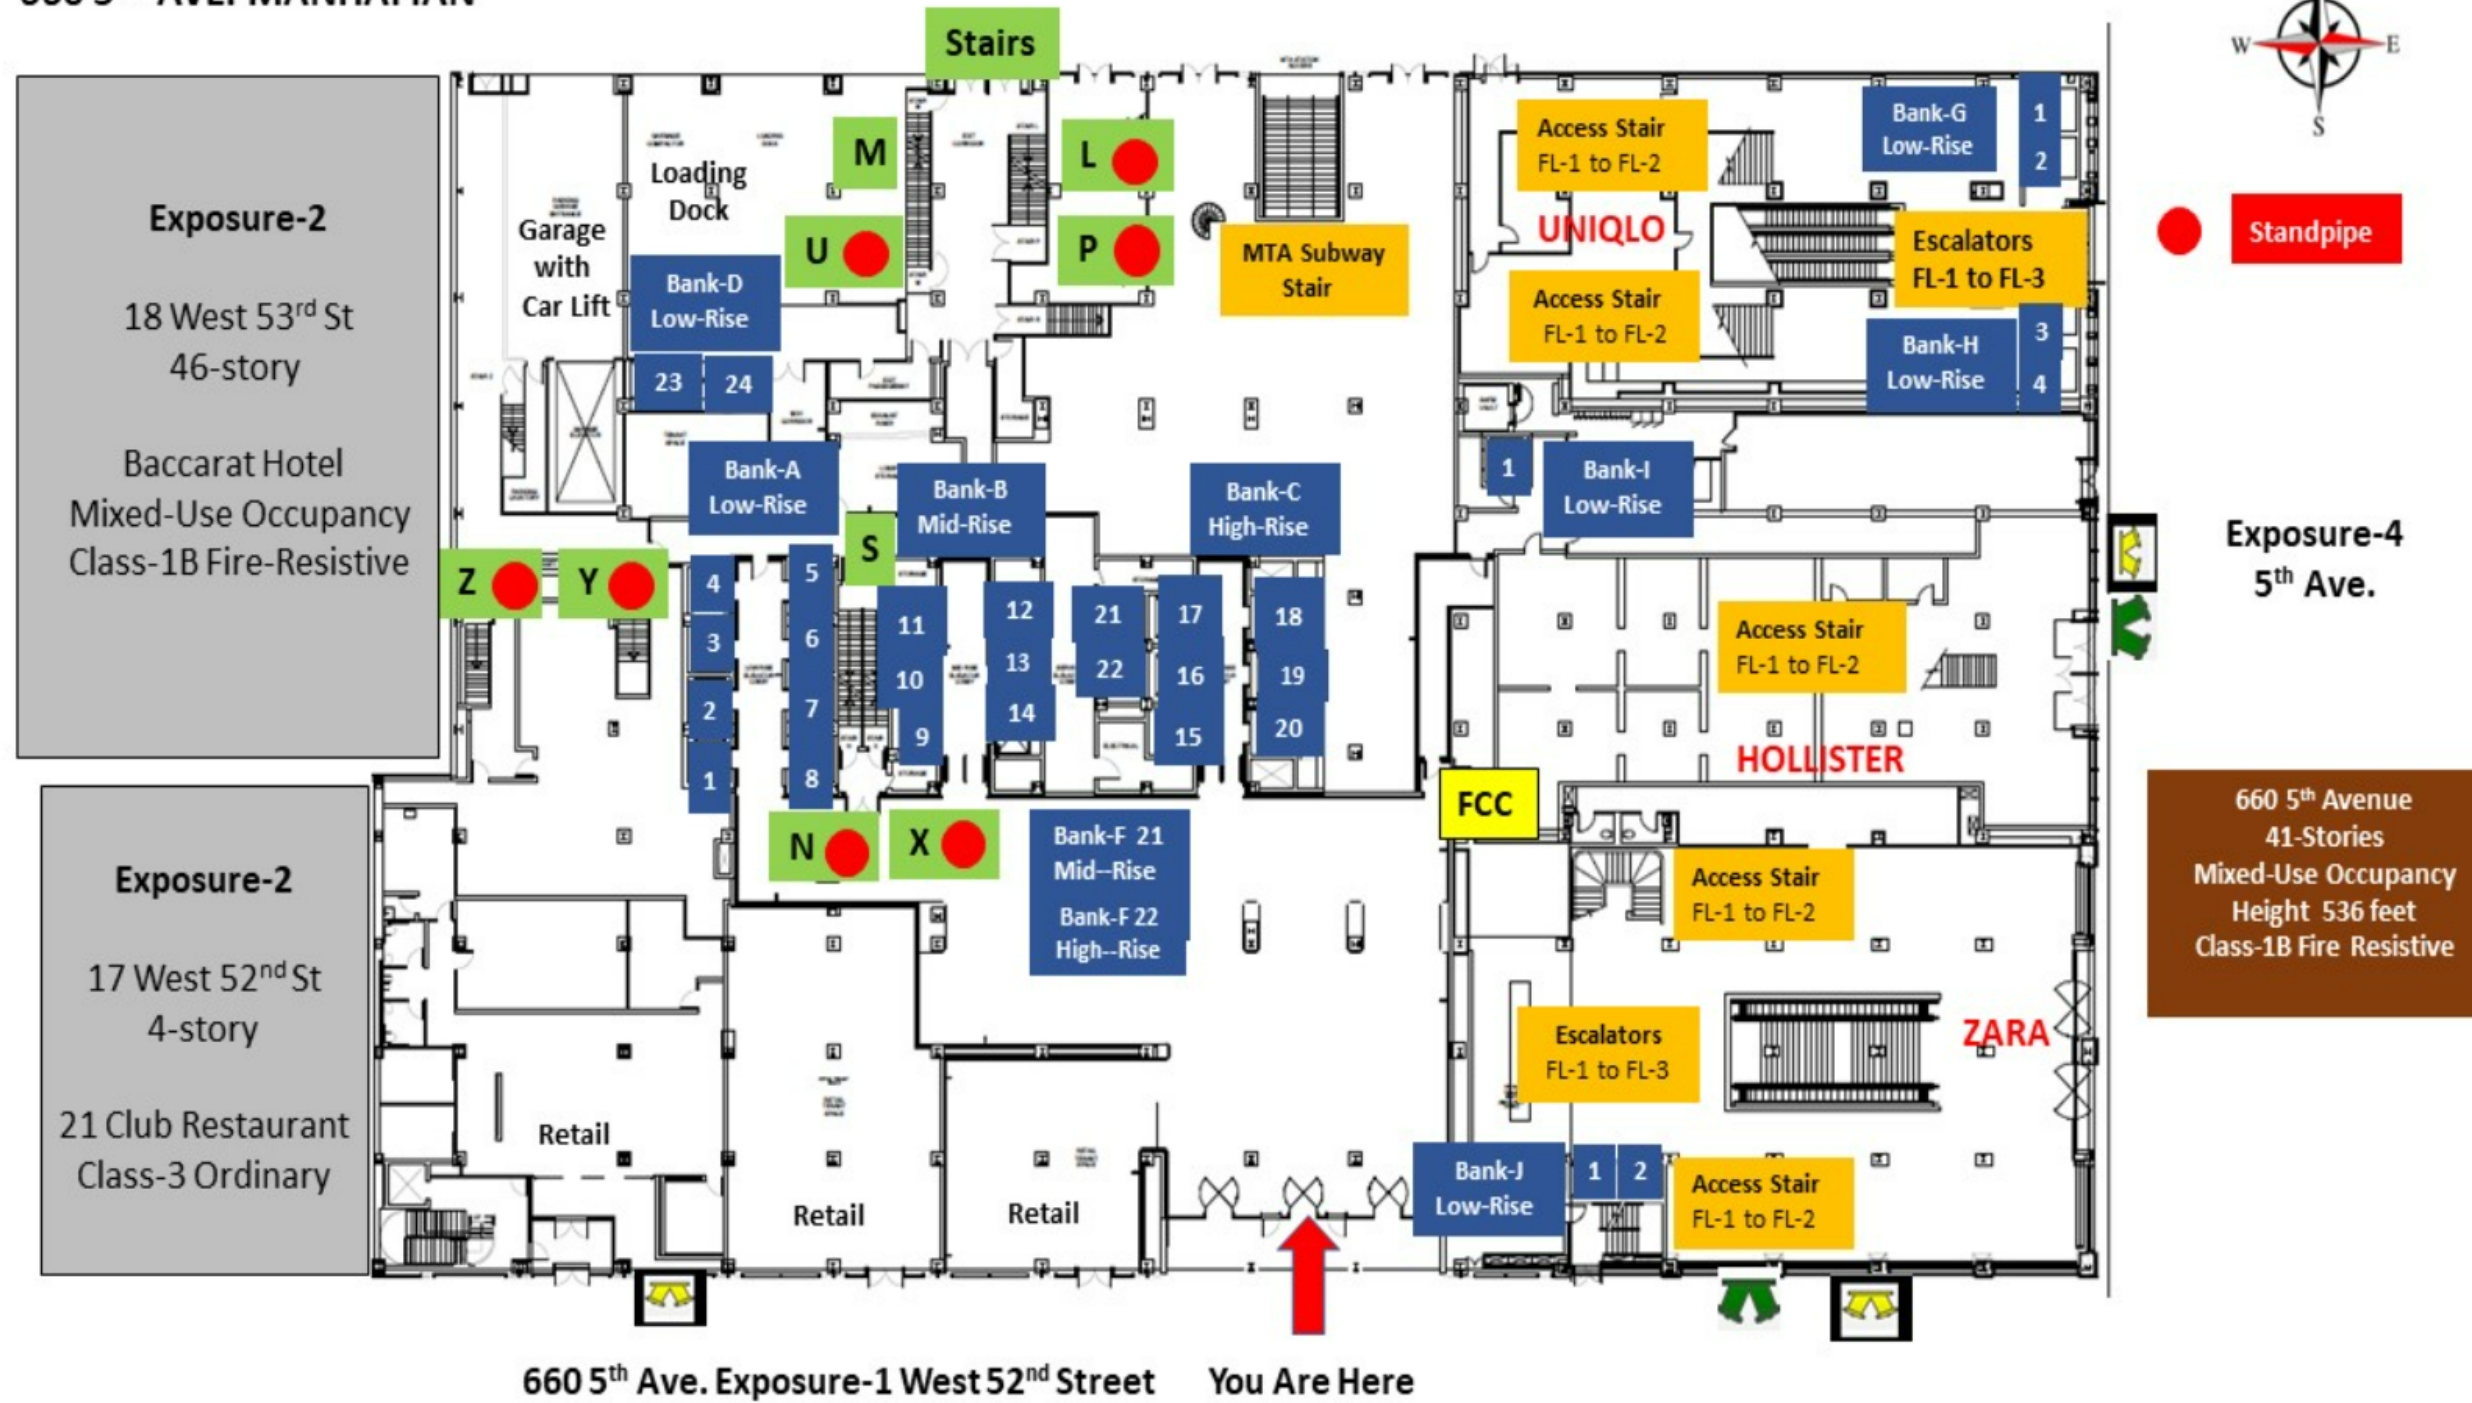 AVE. MANHATTAN
Stairs
W
E
S
Exposure-2
18 West 53rd St
46-story
Baccarat Hotel
Mixed-Use Occupancy
Class-1B Fire-Resistive
Garage
with
Car Lift
Loading
Dock
M
L
U
P
Bank-D
Low-Rise
23
24
MTA Subway
Stair
Access Stair
FL-1 to FL-2
UNIQLO
Access Stair
FL-1 to FL-2
Bank-G
Low-Rise
1
2
Escalators
FL-1 to FL-3
Bank-H
Low-Rise
3
4
Standpipe
Bank-A
Low-Rise
Bank-B
Mid-Rise
Bank-C
High-Rise
1
Bank-I
Low-Rise
Exposure-4
5th Ave.
Z
Y
S
4
3
2
1
5
6
7
8
11
10
9
12
13
14
21
22
17
16
15
18
19
20
Access Stair
FL-1 to FL-2
HOLLISTER
FCC
N
X
Bank-F 21
Mid--Rise
Bank-F 22
High--Rise
660 5th Avenue
41-Stories
Mixed-Use Occupancy
Height 536 feet
Class-1B Fire Resistive
Exposure-2
17 West 52nd St
4-story
21 Club Restaurant
Class-3 Ordinary
Access Stair
FL-1 to FL-2
Escalators
FL-1 to FL-3
ZARA
Retail
Retail
Retail
Bank-J
Low-Rise
1
2
Access Stair
FL-1 to FL-2
660 5th Ave. Exposure-1 West 52nd Street
You Are Here